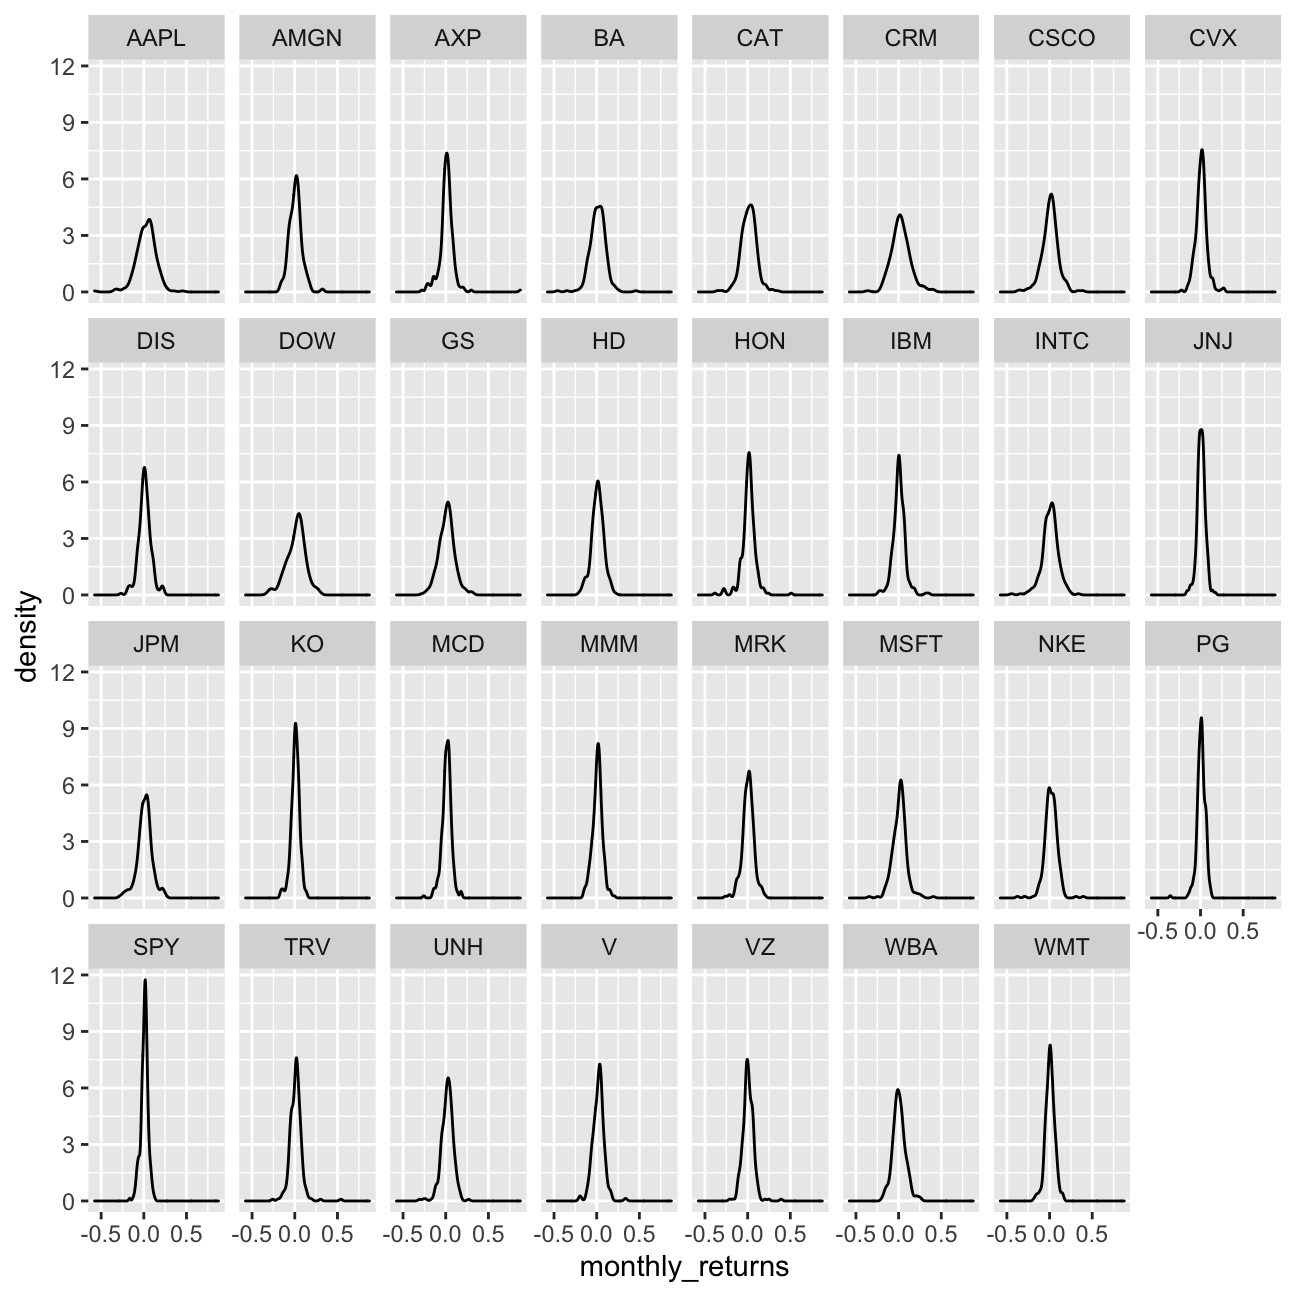 AAPL AMGN AXP BA CAT CRM CSCO CVX
12
9
6
3
0
DIS DOW GS HD HON IBM INTC JNJ
12
9
6
3
0
density
JPM KO MCD MMM MRK MSFT NKE PG
12
9
6
3
0
-0.5 0.0 0.5
SPY TRV UNH V VZ WBA WMT
12
9
6
3
0
-0.5 0.0 0.5 -0.5 0.0 0.5 -0.5 0.0 0.5 -0.5 0.0 0.5 -0.5 0.0 0.5 -0.5 0.0 0.5 -0.5 0.0 0.5
monthly_returns